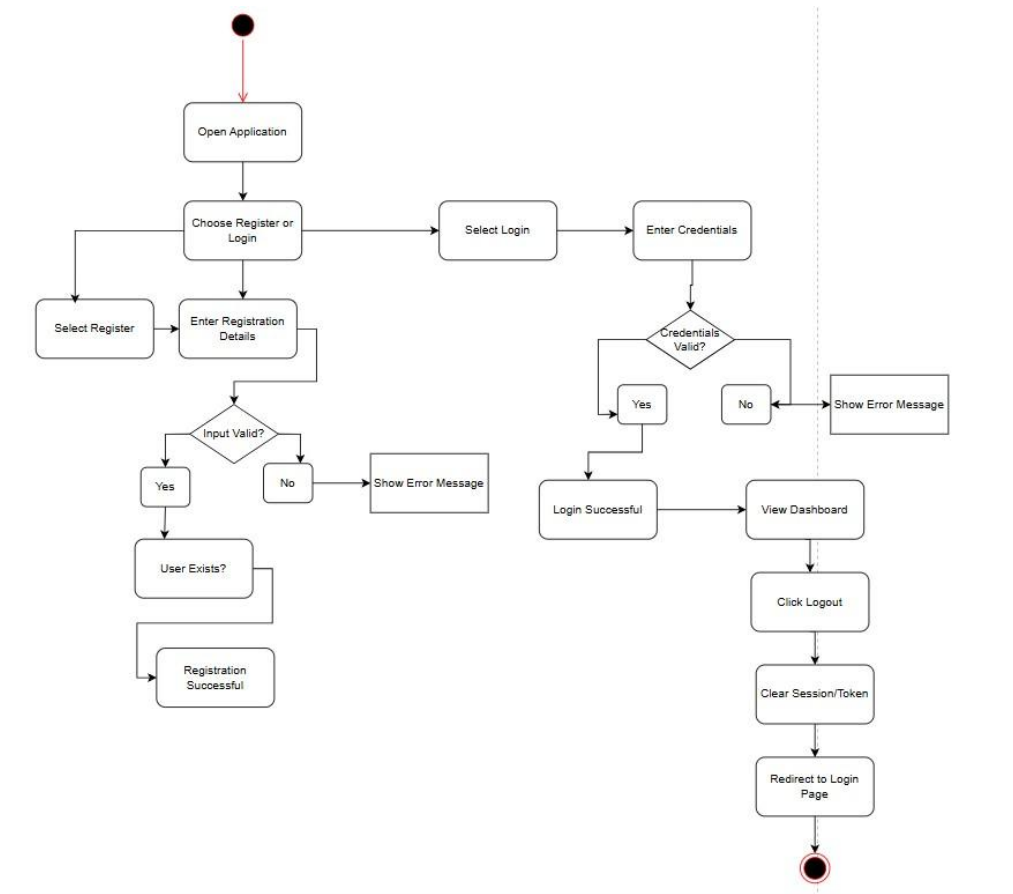 Open Application
Choose Register or
Login
Select Login
Enter Credentials
Select Register
Enter Registration
Details
Credentials
Valid?
Yes
No
Show Error Message
Input Valid?
Yes
No
Show Error Message
Login Successful
View Dashboard
User Exists?
Click Logout
Registration
Successful
Clear Session/Token
Redirect to Login
Page